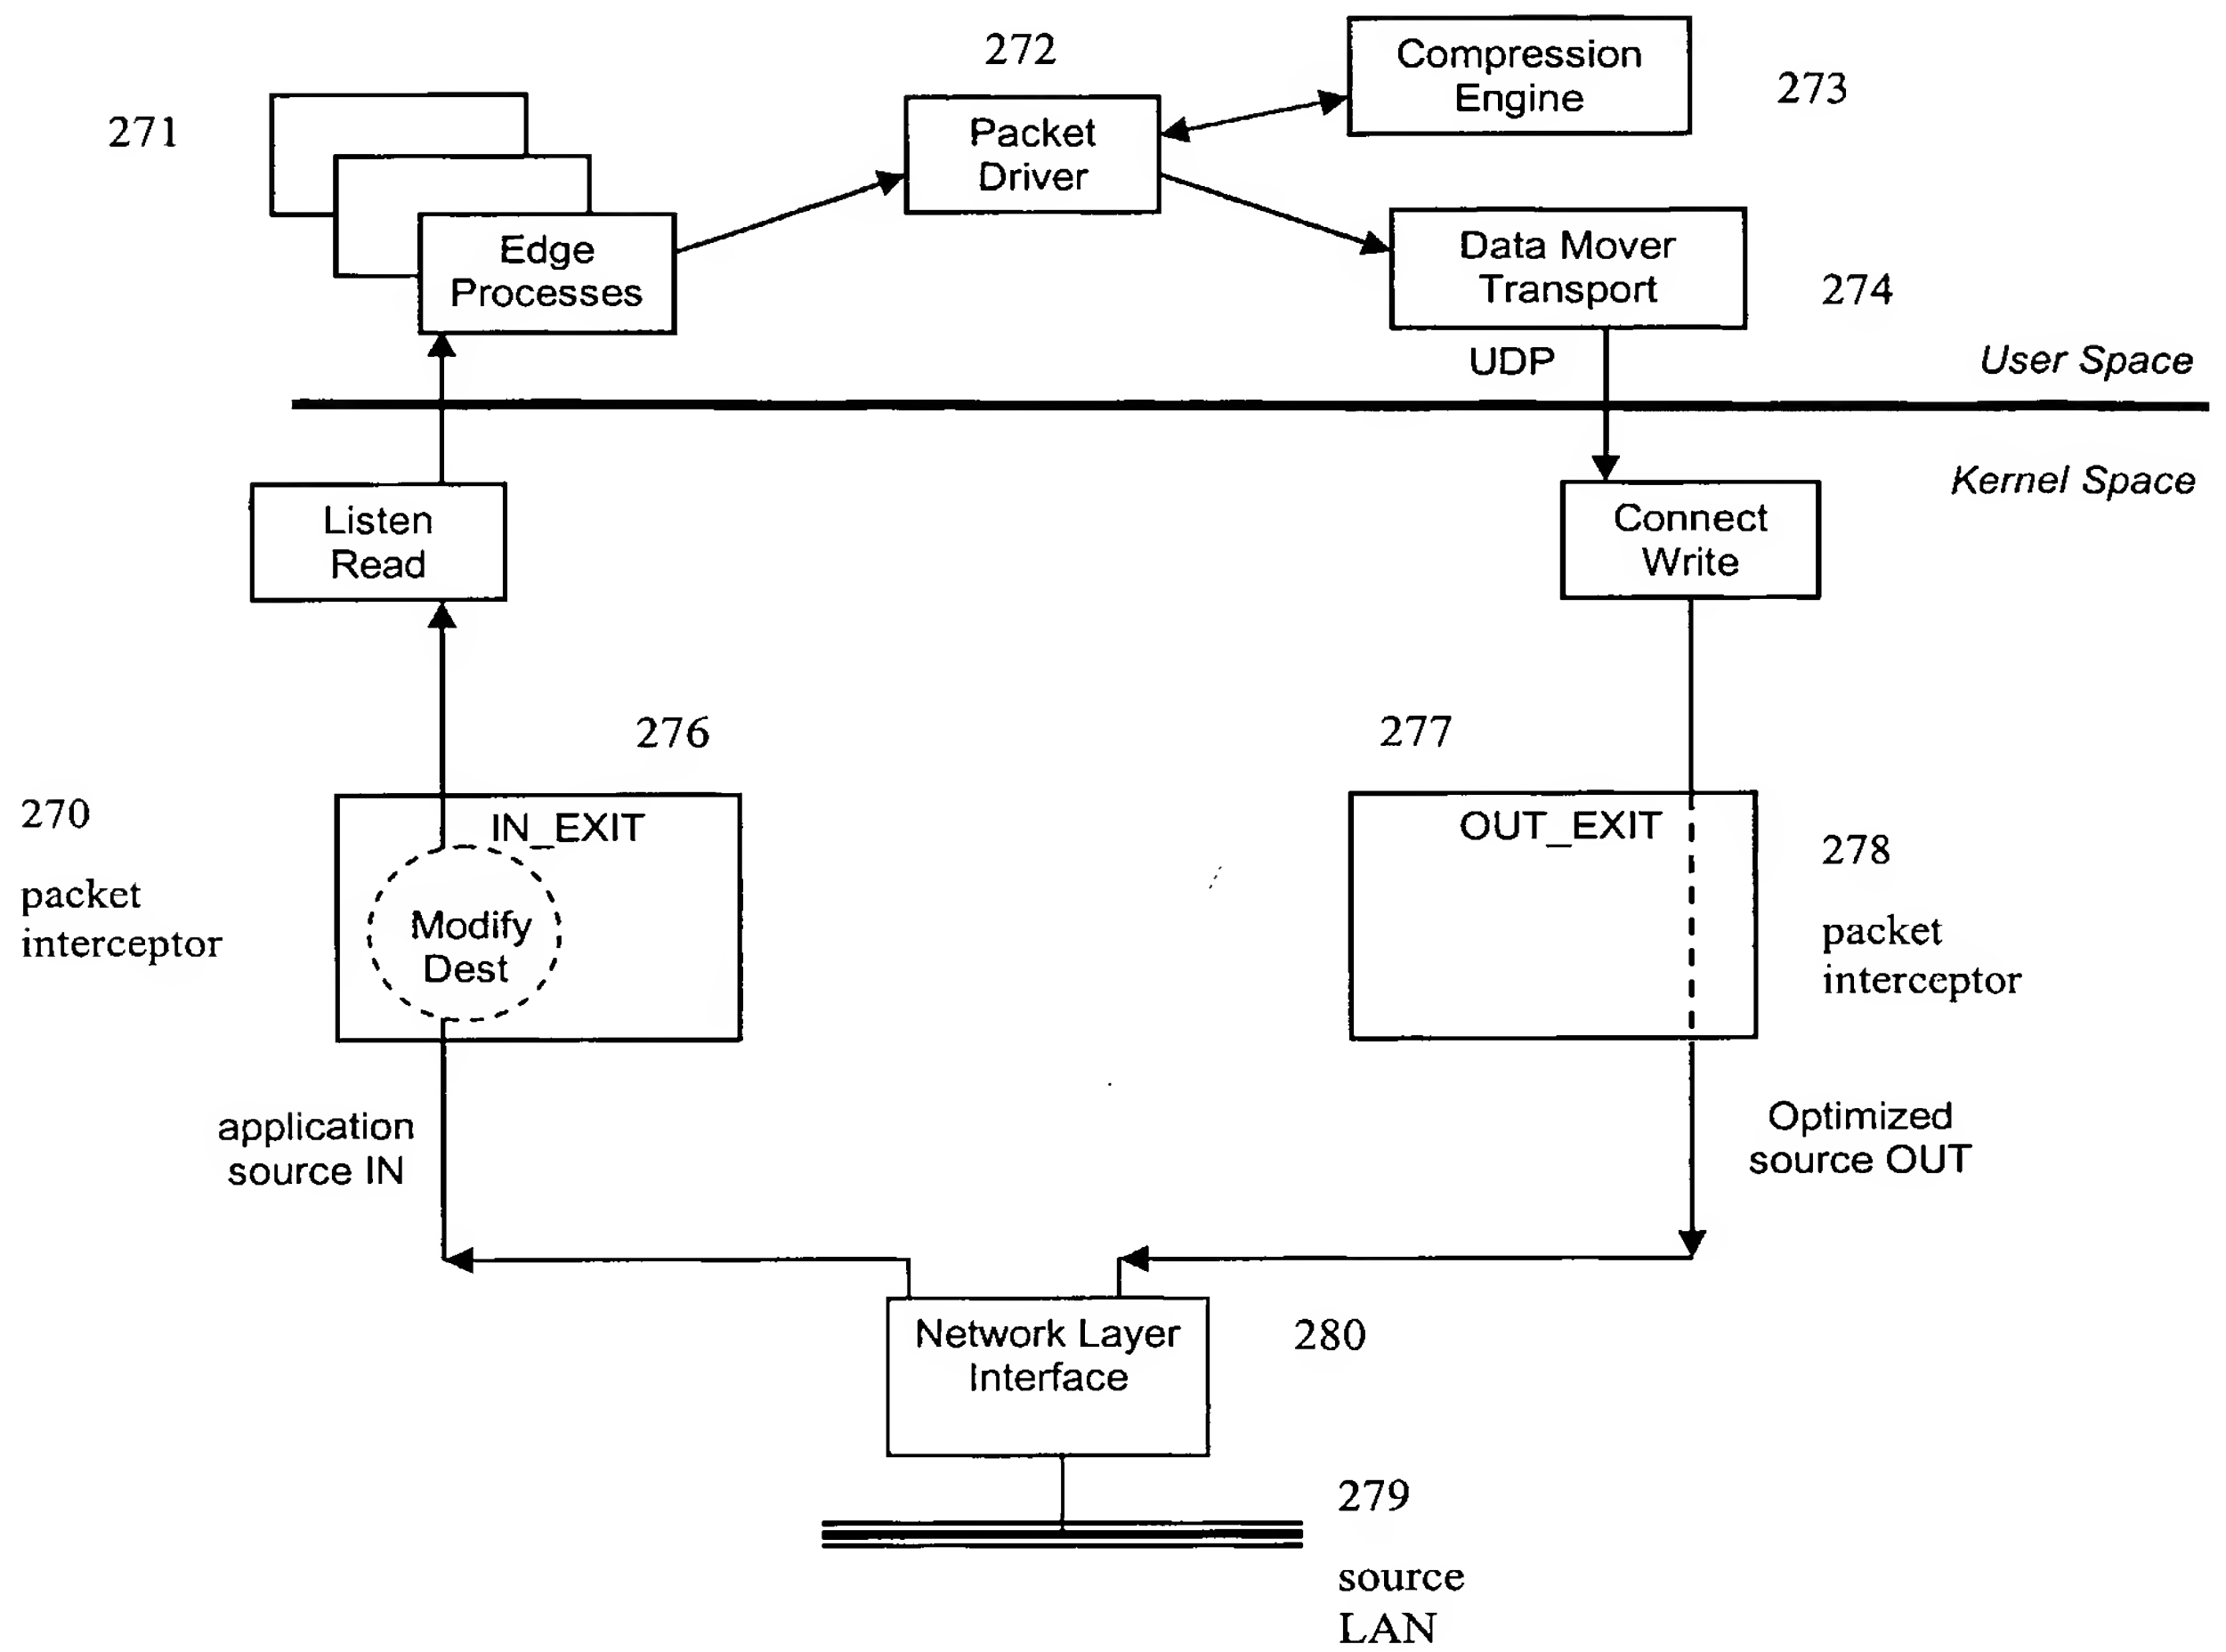 272
Compression
Engine
273
271
Packet
Driver
Edge
Processes
Data Mover
Transport
274
UDP
User Space
Kernel Space
Listen
Read
Connect
Write
276
277
270
packet
interceptor
IN_EXIT
Modify
Dest
OUT_EXIT
278
packet
interceptor
application
source IN
Optimized
source OUT
Network Layer
Interface
280
279
source
LAN